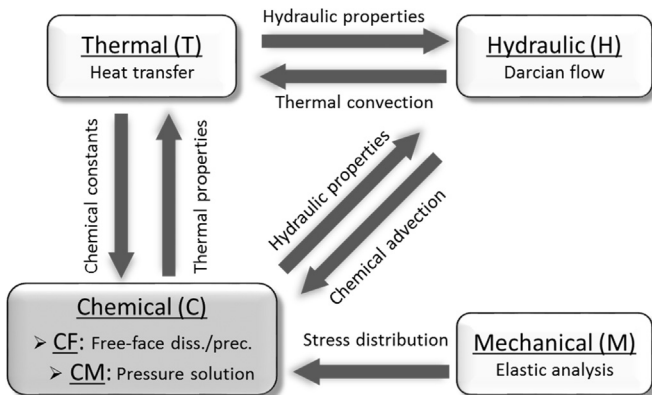 Hydraulic properties
Thermal (T)
Heat transfer
Hydraulic (H)
Darcian flow
Thermal convection
Chemical constants
Thermal properties
Hydraulic properties
Chemical advection
Chemical (C)
➢ CF: Free-face diss./prec.
➢ CM: Pressure solution
Stress distribution
Mechanical (M)
Elastic analysis